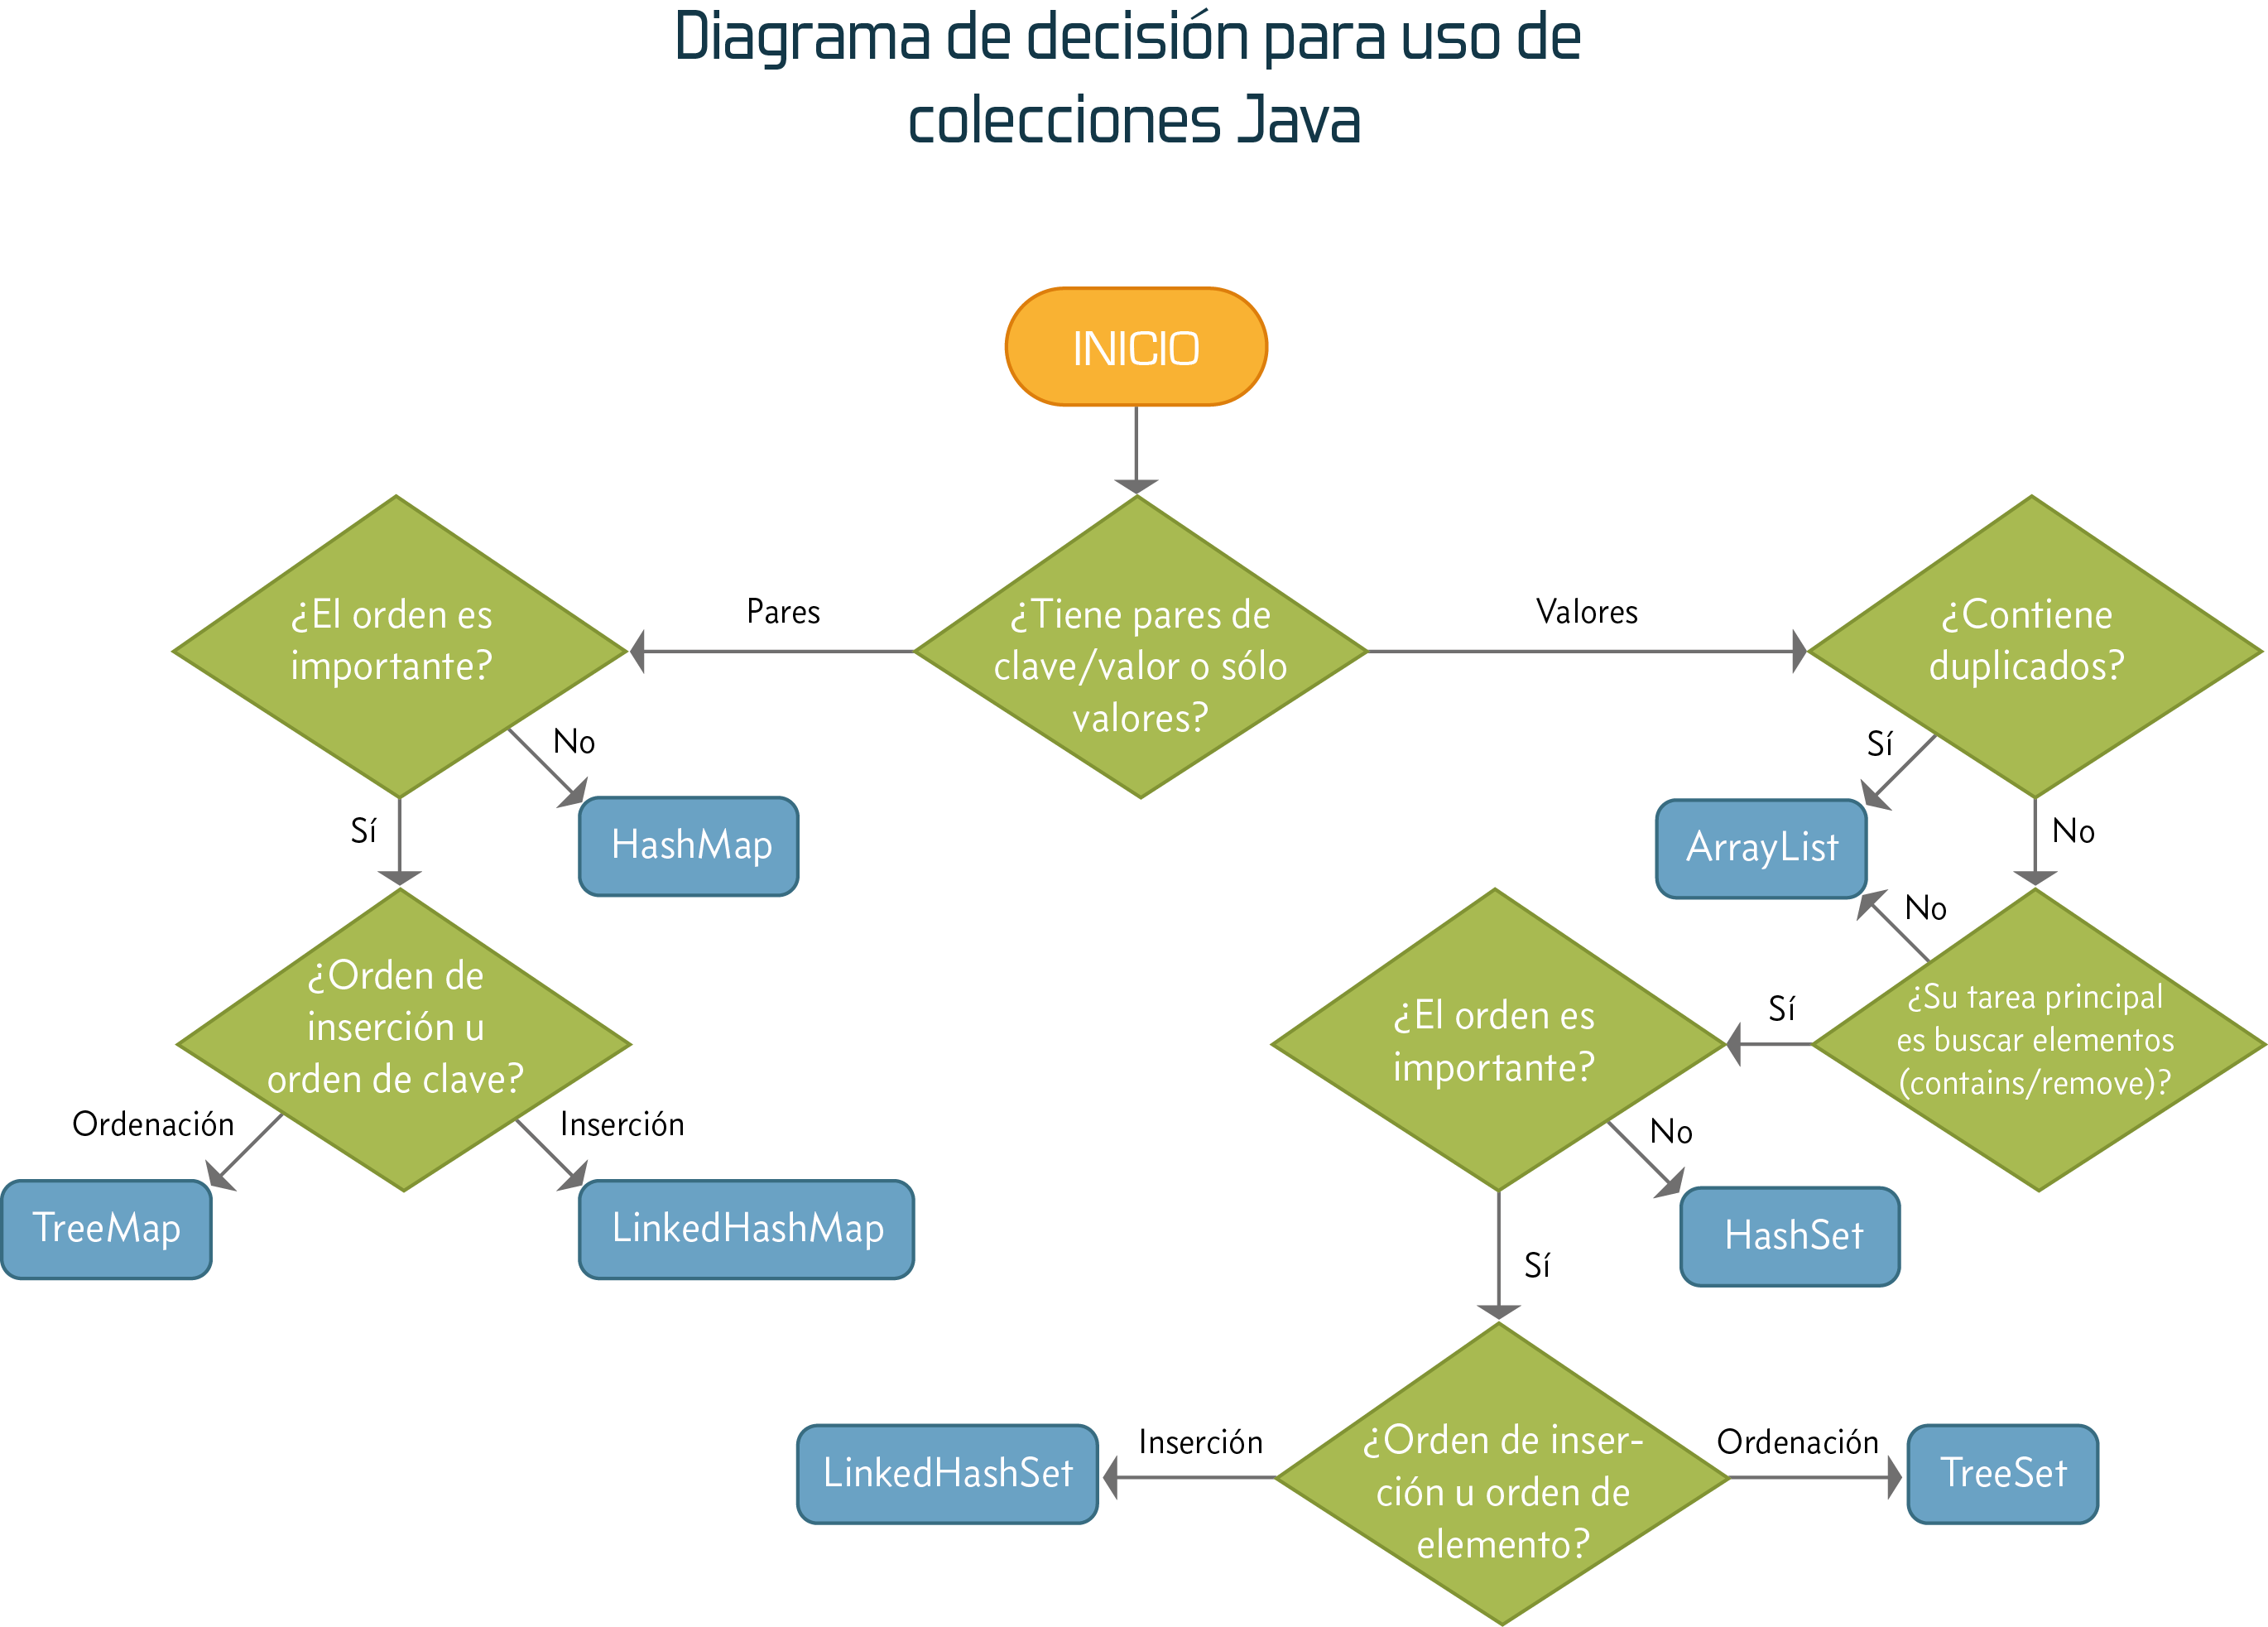 Diagrama de decisión para uso de
colecciones Java
INICIO
¿El orden es
importante?
Pares
¿Tiene pares de
clave/valor o sólo
valores?
Valores
¿Contiene
duplicados?
No
Sí
HashMap
Sí
ArrayList
No
No
¿Orden de
inserción u
orden de clave?
¿El orden es
importante?
Sí
¿Su tarea principal
es buscar elementos
(contains/remove)?
Ordenación
Inserción
No
TreeMap
LinkedHashMap
HashSet
Sí
LinkedHashSet
Inserción
¿Orden de inser-
ción u orden de
elemento?
Ordenación
TreeSet